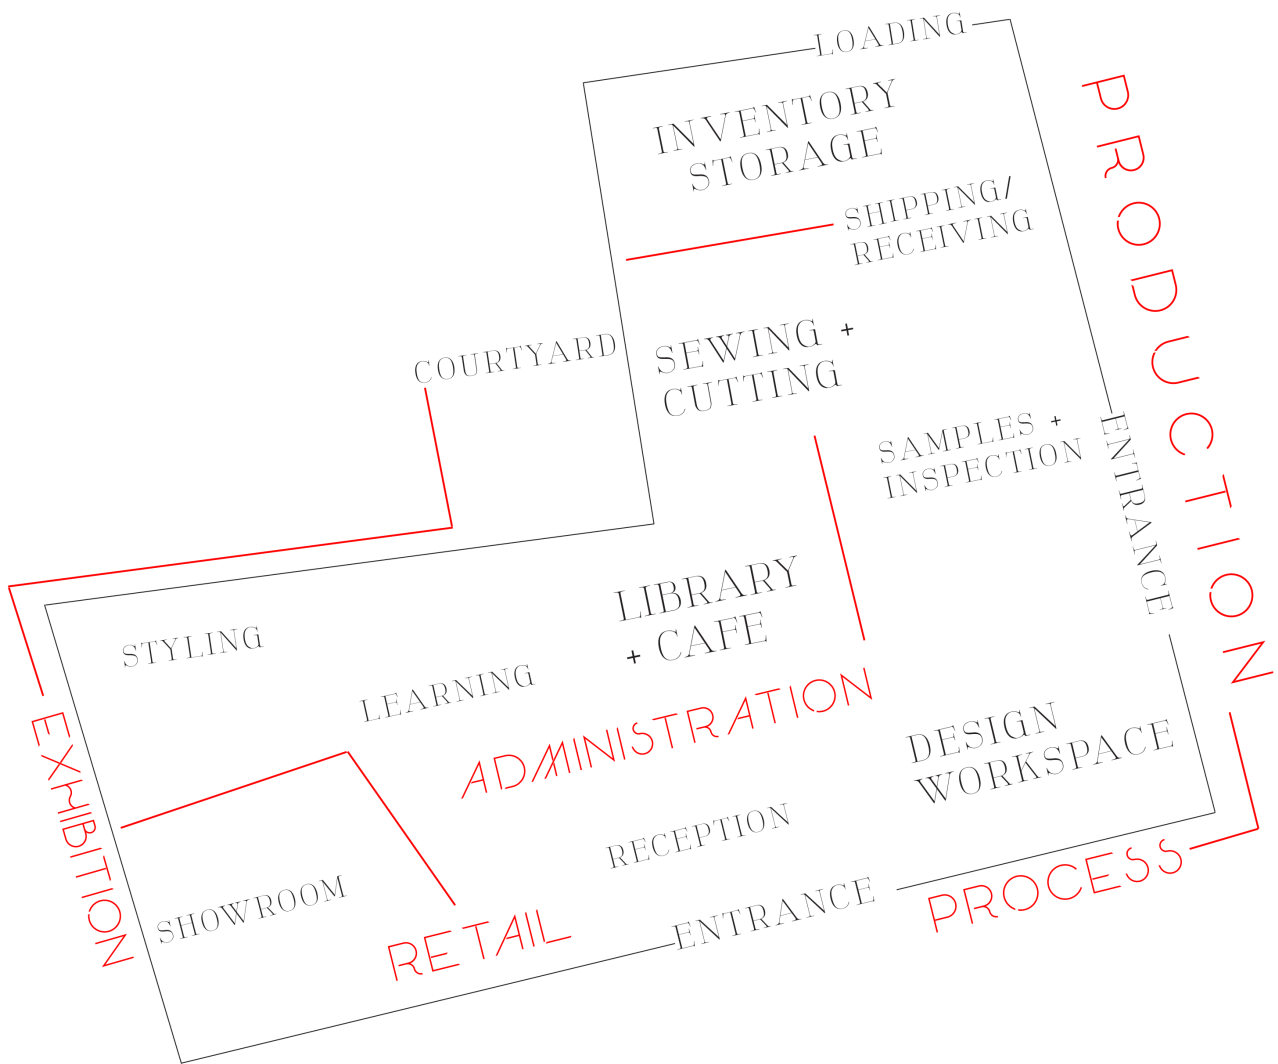 LOADING
INVENTORY
STORAGE
SHIPPING/
RECEIVING
PRODUCTION
COURTYARD
SEWING +
CUTTING
SAMPLES +
INSPECTION
ENTRANCE
LIBRARY
+ CAFE
STYLING
LEARNING
ADMINISTRATION
EXHIBITION
DESIGN
WORKSPACE
RECEPTION
SHOWROOM
RETAIL
ENTRANCE
PROCESS